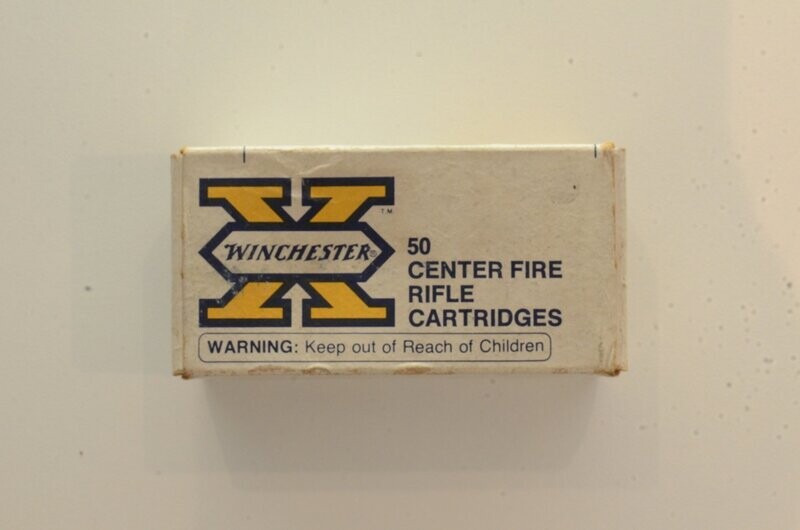 X
TM
WINCHESTER®
50
CENTER FIRE
RIFLE
CARTRIDGES
WARNING: Keep out of Reach of Children